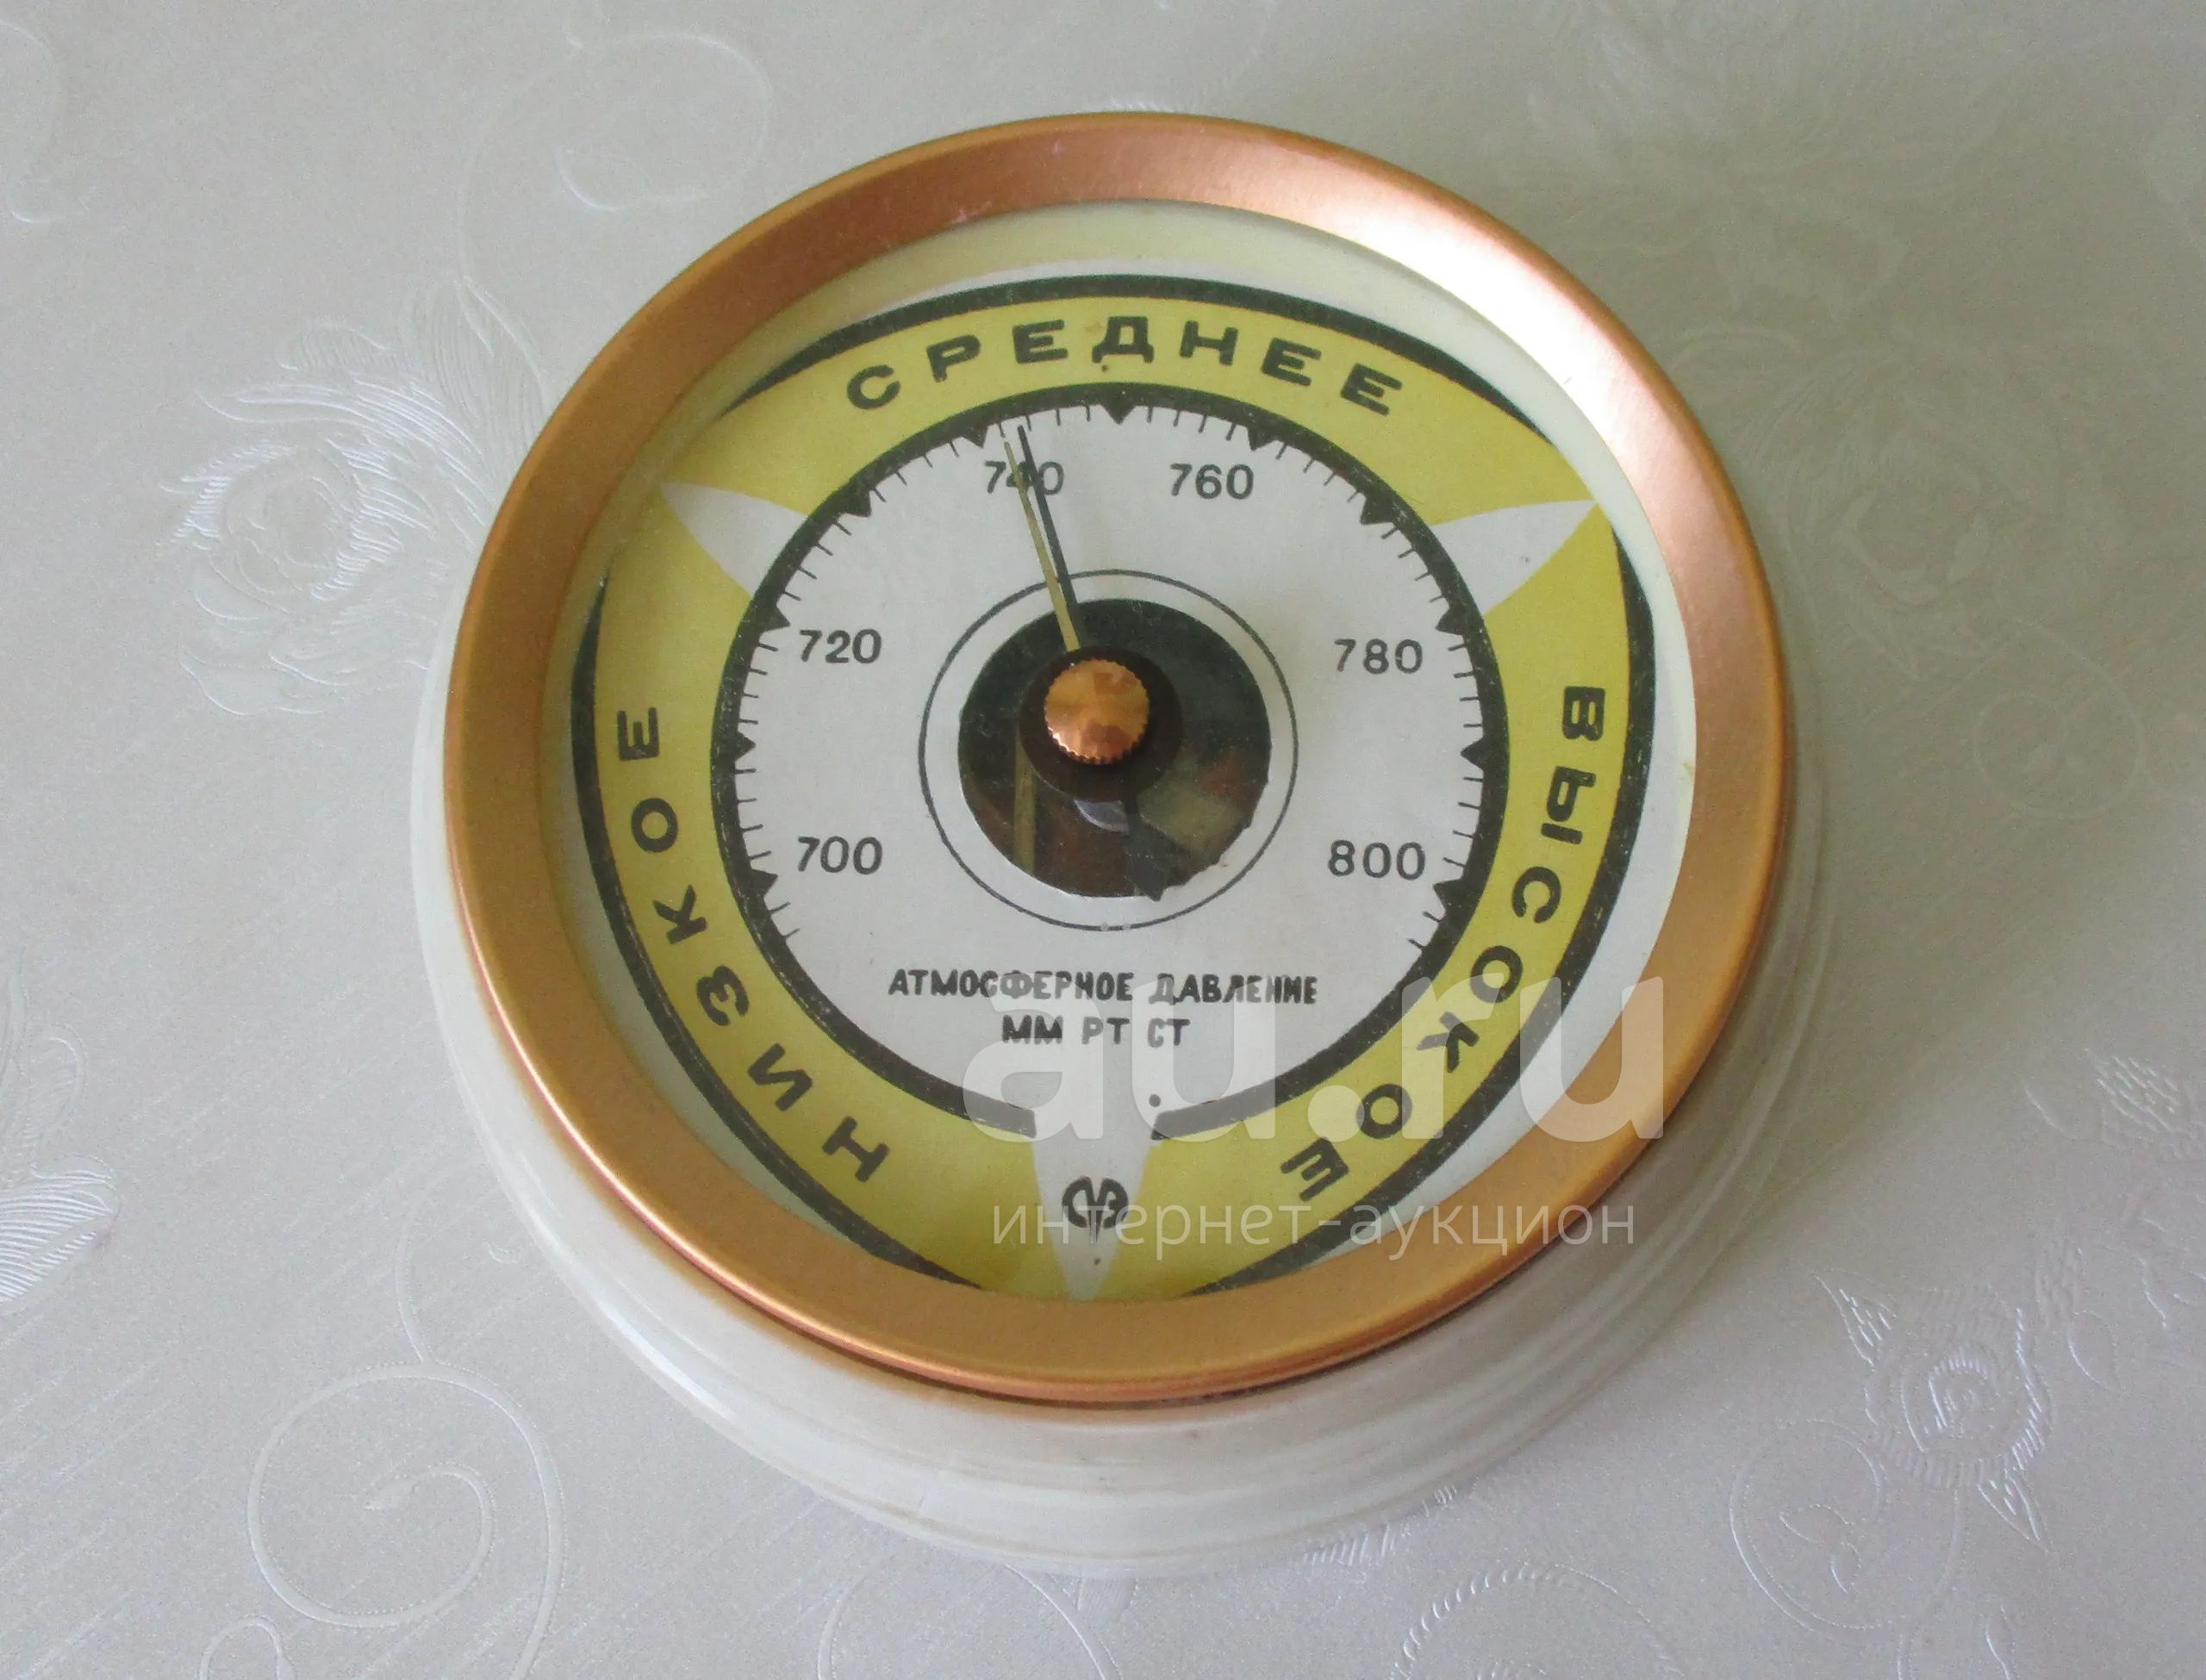 СРЕДНЕЕ
740 760
720 780
700 800
НИЗКОЕ
ВЫСОКОЕ
АТМОСФЕРНОЕ ДАВЛЕНИЕ
ММ РТ СТ
au.ru
интернет-аукцион